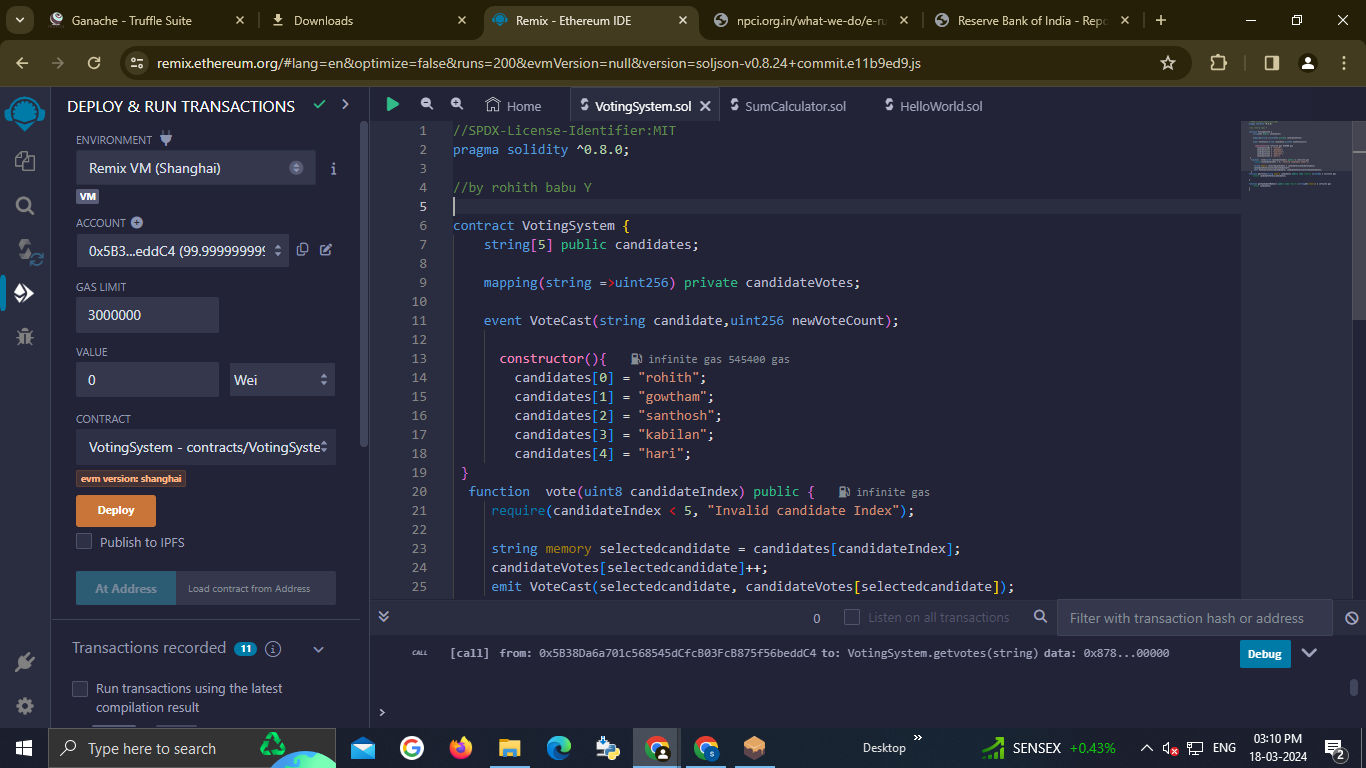 Ganache - Truffle Suite
Downloads
Remix - Ethereum IDE
npci.org.in/what-we-do/e-ru
Reserve Bank of India - Repo
remix.ethereum.org/#lang=en&optimize=false&runs=200&evmVersion=null&version=soljson-v0.8.24+commit.e11b9ed9.js
DEPLOY & RUN TRANSACTIONS
ENVIRONMENT
Remix VM (Shanghai)
VM
ACCOUNT
0x5B3...eddC4 (99.9999999999
GAS LIMIT
3000000
VALUE
0
Wei
CONTRACT
VotingSystem - contracts/VotingSyste
evm version: shanghai
Deploy
Publish to IPFS
At Address
Load contract from Address
Transactions recorded 11
Run transactions using the latest
compilation result
Home
VotingSystem.sol
SumCalculator.sol
HelloWorld.sol
1 //SPDX-License-Identifier:MIT
2 pragma solidity ^0.8.0;
3
4 //by rohith babu Y
5
6 contract VotingSystem {
7 string[5] public candidates;
8
9 mapping(string =>uint256) private candidateVotes;
10
11 event VoteCast(string candidate,uint256 newVoteCount);
12
13 constructor(){ infinite gas 545400 gas
14 candidates[0] = "rohith";
15 candidates[1] = "gowtham";
16 candidates[2] = "santhosh";
17 candidates[3] = "kabilan";
18 candidates[4] = "hari";
19 }
20 function vote(uint8 candidateIndex) public { infinite gas
21 require(candidateIndex < 5, "Invalid candidate Index");
22
23 string memory selectedcandidate = candidates[candidateIndex];
24 candidateVotes[selectedcandidate]++;
25 emit VoteCast(selectedcandidate, candidateVotes[selectedcandidate]);
0
Listen on all transactions
Filter with transaction hash or address
CALL [call] from: 0x5B38Da6a701c568545dCfcB03FcB875f56beddC4 to: VotingSystem.getvotes(string) data: 0x878...00000
Debug
>
Type here to search
Desktop
SENSEX +0.43%
ENG
03:10 PM
18-03-2024
2